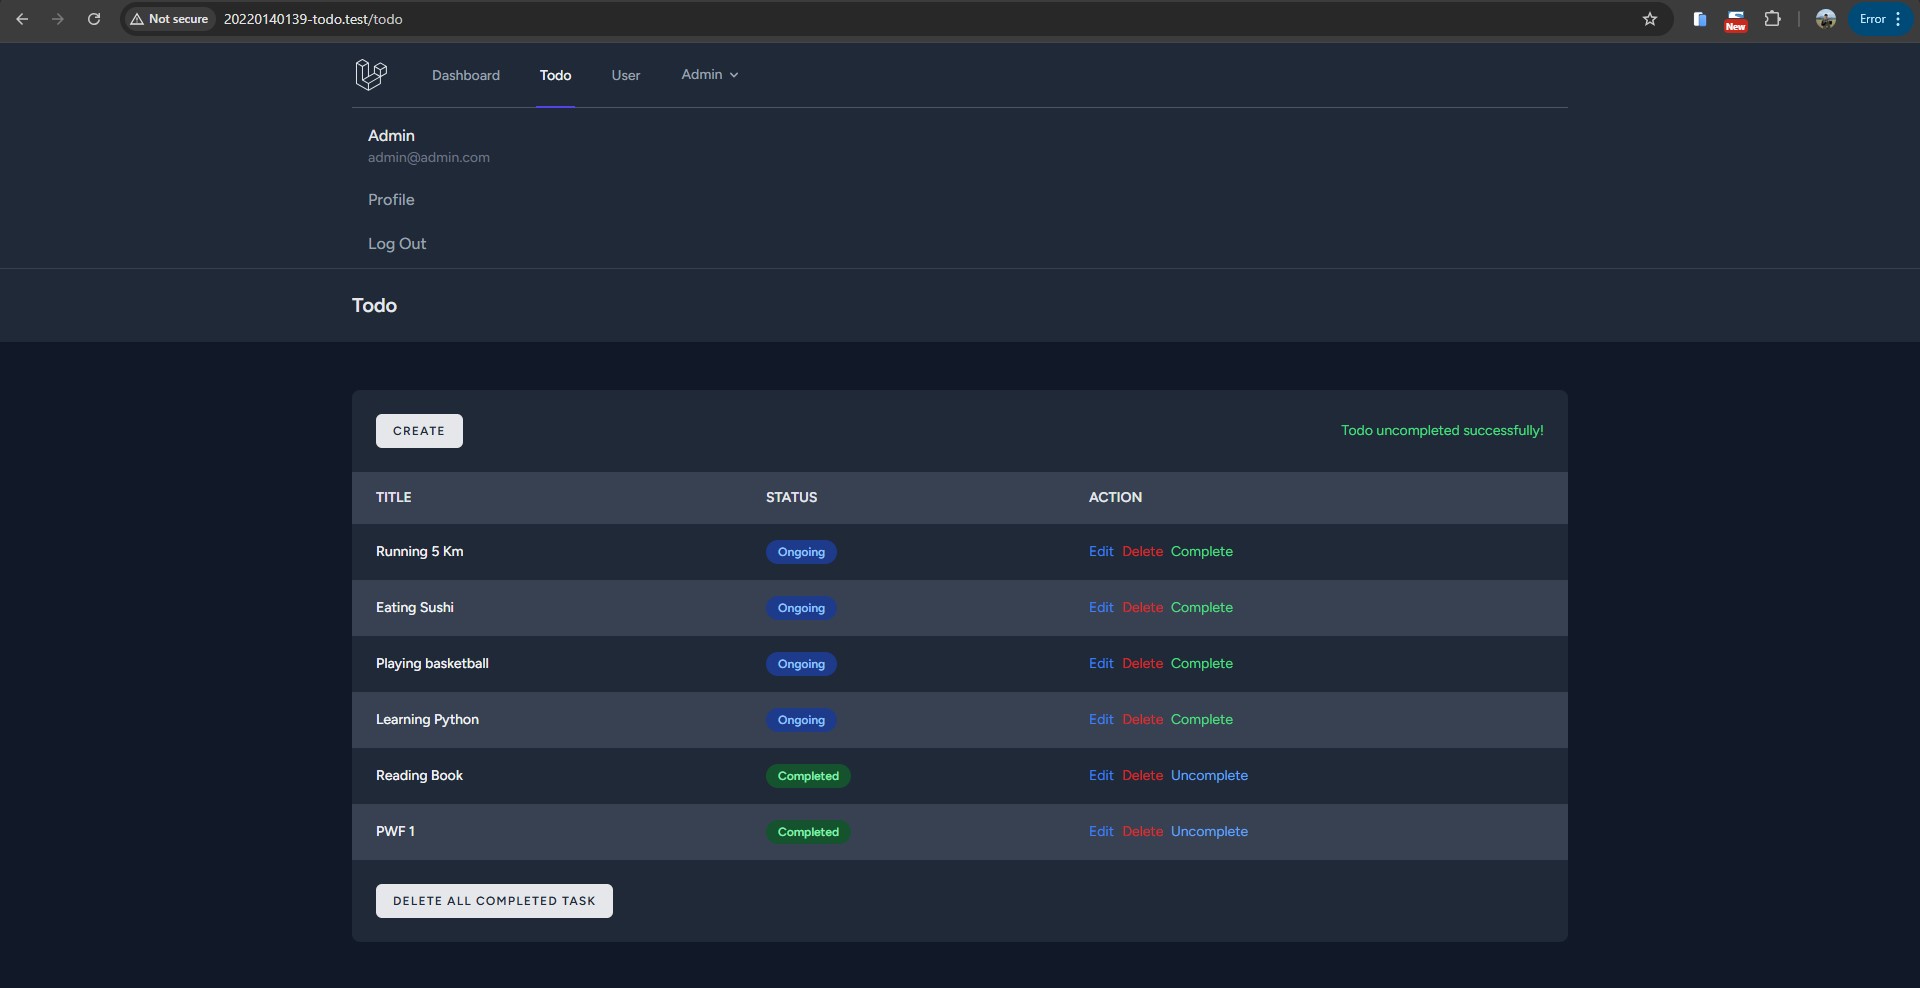 Not secure 20220140139-todo.test/todo New Error
Dashboard Todo User Admin
Admin
admin@admin.com
Profile
Log Out
Todo
CREATE Todo uncompleted successfully!
TITLE STATUS ACTION
Running 5 Km Ongoing Edit Delete Complete
Eating Sushi Ongoing Edit Delete Complete
Playing basketball Ongoing Edit Delete Complete
Learning Python Ongoing Edit Delete Complete
Reading Book Completed Edit Delete Uncomplete
PWF 1 Completed Edit Delete Uncomplete
DELETE ALL COMPLETED TASK